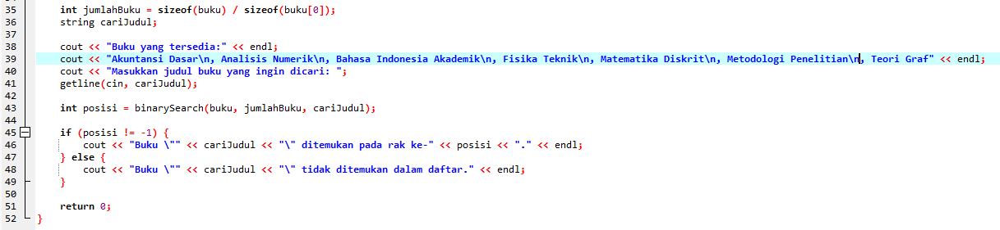 35 int jumlahBuku = sizeof(buku) / sizeof(buku[0]);
36 string cariJudul;
37
38 cout << "Buku yang tersedia:" << endl;
39 cout << "Akuntansi Dasar\n, Analisis Numerik\n, Bahasa Indonesia Akademik\n, Fisika Teknik\n, Matematika Diskrit\n, Metodologi Penelitian\n, Teori Graf" << endl;
40 cout << "Masukkan judul buku yang ingin dicari: ";
41 getline(cin, cariJudul);
42
43 int posisi = binarySearch(buku, jumlahBuku, cariJudul);
44
45 if (posisi != -1) {
46 cout << "Buku \"" << cariJudul << "\" ditemukan pada rak ke-" << posisi << "." << endl;
47 } else {
48 cout << "Buku \"" << cariJudul << "\" tidak ditemukan dalam daftar." << endl;
49 }
50
51 return 0;
52 }